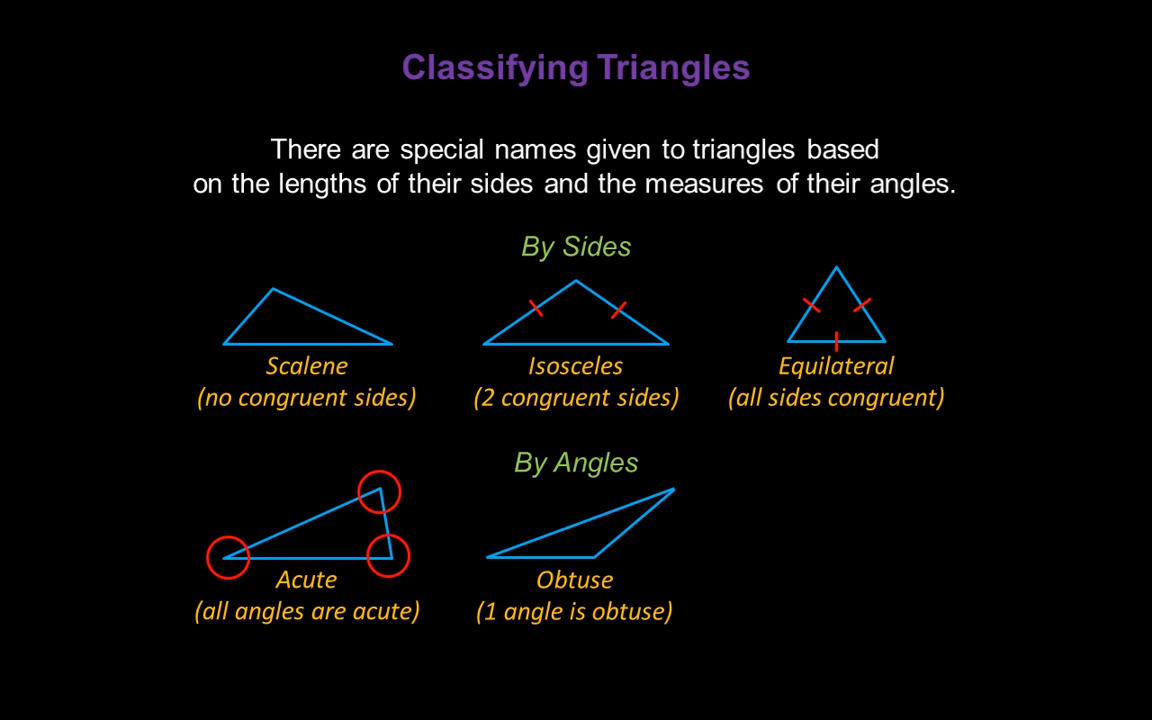 Classifying Triangles
There are special names given to triangles based
on the lengths of their sides and the measures of their angles.
By Sides
Scalene
(no congruent sides)
Isosceles
(2 congruent sides)
Equilateral
(all sides congruent)
By Angles
Acute
(all angles are acute)
Obtuse
(1 angle is obtuse)